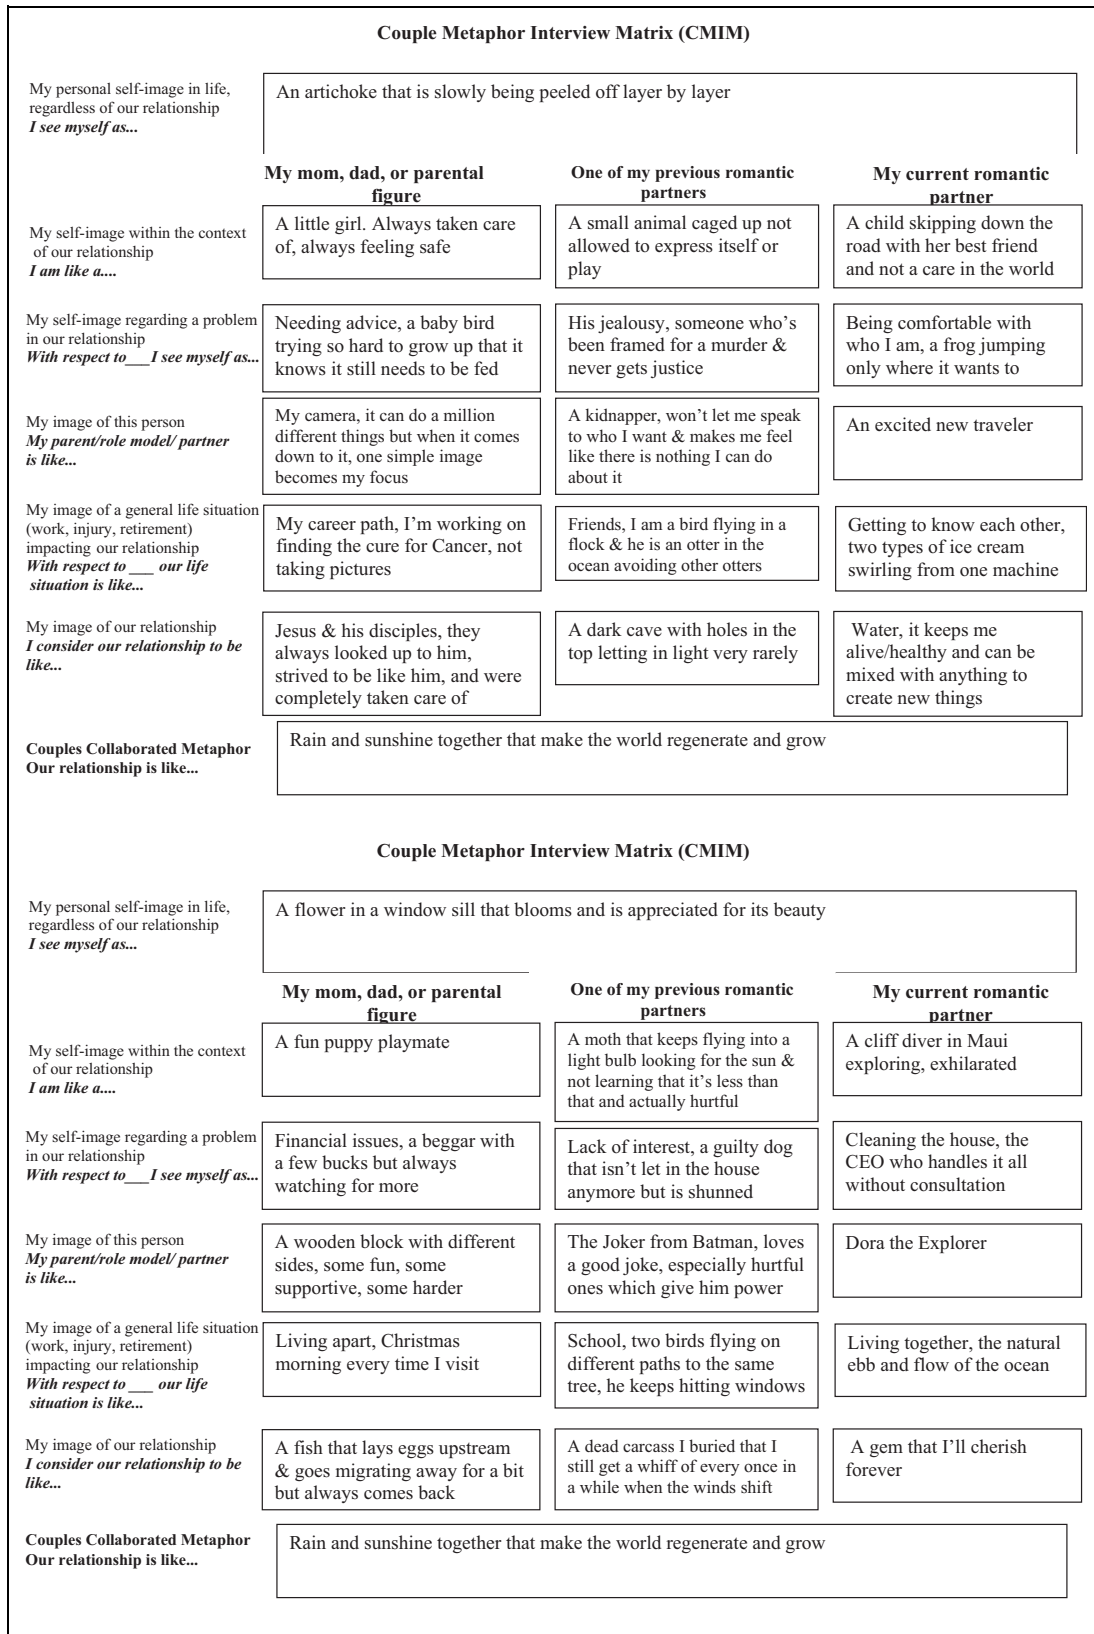 Couple Metaphor Interview Matrix (CMIM)
My personal self-image in life,
regardless of our relationship
I see myself as...
An artichoke that is slowly being peeled off layer by layer
My mom, dad, or parental
figure
One of my previous romantic
partners
My current romantic
partner
My self-image within the context
of our relationship
I am like a....
A little girl. Always taken care
of, always feeling safe
A small animal caged up not
allowed to express itself or
play
A child skipping down the
road with her best friend
and not a care in the world
My self-image regarding a problem
in our relationship
With respect to___I see myself as...
Needing advice, a baby bird
trying so hard to grow up that it
knows it still needs to be fed
His jealousy, someone who's
been framed for a murder &
never gets justice
Being comfortable with
who I am, a frog jumping
only where it wants to
My image of this person
My parent/role model/ partner
is like...
My camera, it can do a million
different things but when it comes
down to it, one simple image
becomes my focus
A kidnapper, won't let me speak
to who I want & makes me feel
like there is nothing I can do
about it
An excited new traveler
My image of a general life situation
(work, injury, retirement)
impacting our relationship
With respect to ___ our life
situation is like...
My career path, I'm working on
finding the cure for Cancer, not
taking pictures
Friends, I am a bird flying in a
flock & he is an otter in the
ocean avoiding other otters
Getting to know each other,
two types of ice cream
swirling from one machine
My image of our relationship
I consider our relationship to be
like...
Jesus & his disciples, they
always looked up to him,
strived to be like him, and were
completely taken care of
A dark cave with holes in the
top letting in light very rarely
Water, it keeps me
alive/healthy and can be
mixed with anything to
create new things
Couples Collaborated Metaphor
Our relationship is like...
Rain and sunshine together that make the world regenerate and grow
Couple Metaphor Interview Matrix (CMIM)
My personal self-image in life,
regardless of our relationship
I see myself as...
A flower in a window sill that blooms and is appreciated for its beauty
My mom, dad, or parental
figure
One of my previous romantic
partners
My current romantic
partner
My self-image within the context
of our relationship
I am like a....
A fun puppy playmate
A moth that keeps flying into a
light bulb looking for the sun &
not learning that it's less than
that and actually hurtful
A cliff diver in Maui
exploring, exhilarated
My self-image regarding a problem
in our relationship
With respect to___I see myself as...
Financial issues, a beggar with
a few bucks but always
watching for more
Lack of interest, a guilty dog
that isn't let in the house
anymore but is shunned
Cleaning the house, the
CEO who handles it all
without consultation
My image of this person
My parent/role model/ partner
is like...
A wooden block with different
sides, some fun, some
supportive, some harder
The Joker from Batman, loves
a good joke, especially hurtful
ones which give him power
Dora the Explorer
My image of a general life situation
(work, injury, retirement)
impacting our relationship
With respect to ___ our life
situation is like...
Living apart, Christmas
morning every time I visit
School, two birds flying on
different paths to the same
tree, he keeps hitting windows
Living together, the natural
ebb and flow of the ocean
My image of our relationship
I consider our relationship to be
like...
A fish that lays eggs upstream
& goes migrating away for a bit
but always comes back
A dead carcass I buried that I
still get a whiff of every once in
a while when the winds shift
A gem that I'll cherish
forever
Couples Collaborated Metaphor
Our relationship is like...
Rain and sunshine together that make the world regenerate and grow